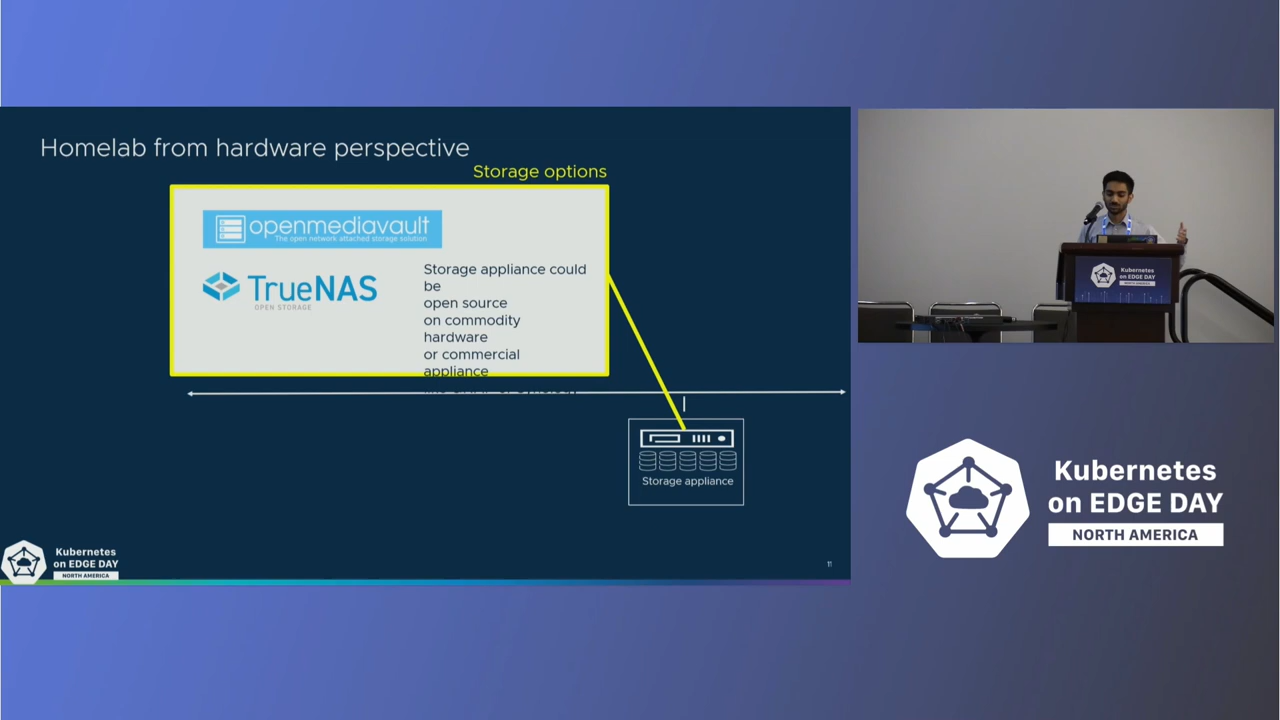 Homelab from hardware perspective
Storage options
openmediavault
The open network attached storage solution
TrueNAS
OPEN STORAGE
Storage appliance could
be
open source
on commodity
hardware
or commercial
appliance
Storage appliance
Kubernetes
on EDGE DAY
NORTH AMERICA
11
Kubernetes
on EDGE DAY
NORTH AMERICA
Kubernetes
on EDGE DAY
NORTH AMERICA